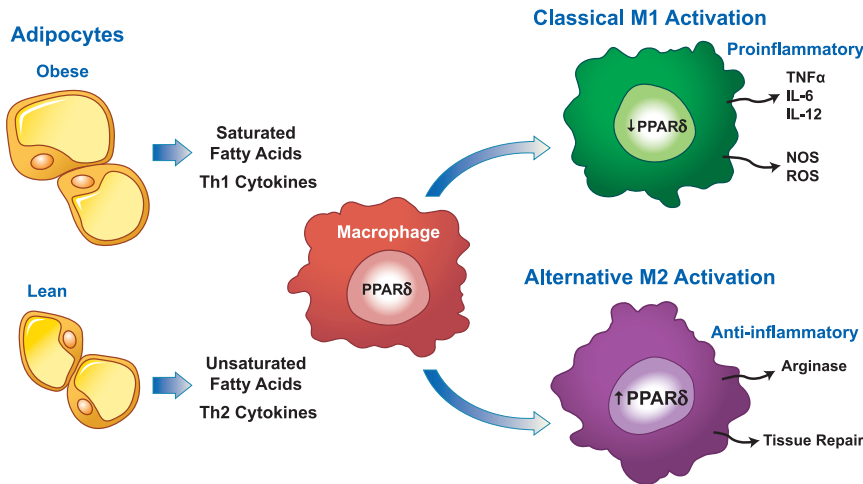 Adipocytes
Obese
Saturated
Fatty Acids
Th1 Cytokines
Lean
Unsaturated
Fatty Acids
Th2 Cytokines
Macrophage
PPARδ
Classical M1 Activation
Proinflammatory
↓PPARδ
TNFα
IL-6
IL-12
NOS
ROS
Alternative M2 Activation
Anti-inflammatory
↑PPARδ
Arginase
Tissue Repair